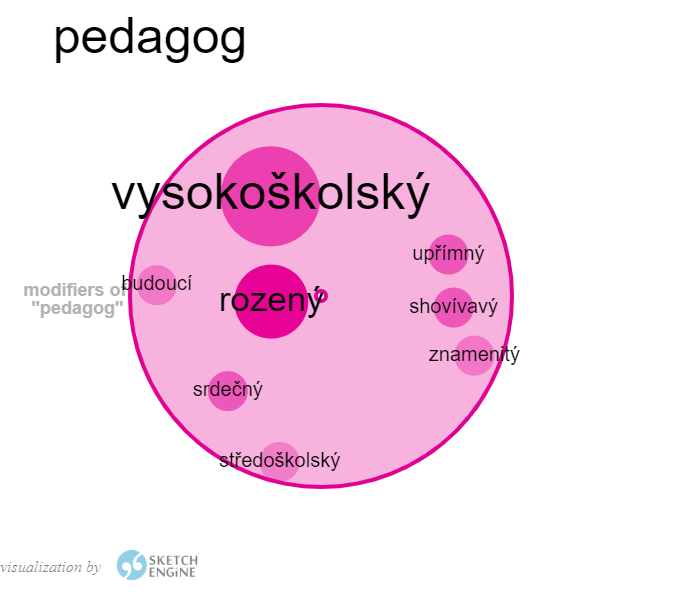 pedagog
vysokoškolský
upřímný
budoucí
modifiers of
"pedagog"
rozený
shovívavý
znamenitý
srdečný
středoškolský
visualization by
SKETCH
ENGINE